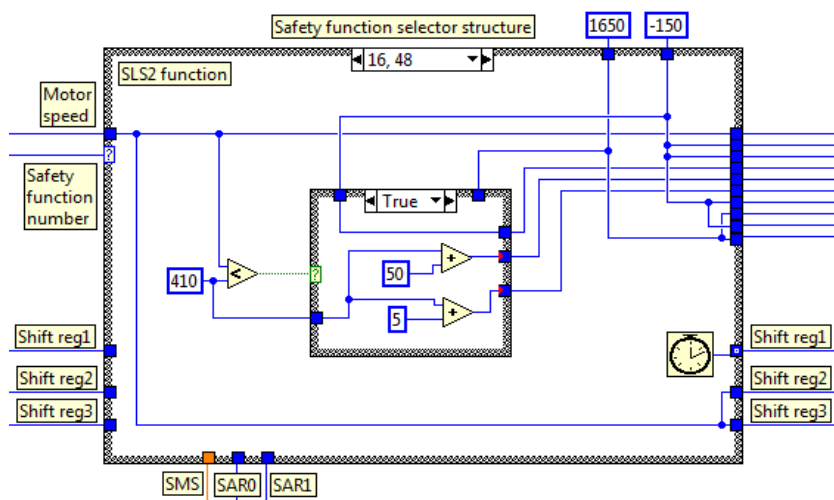 Safety function selector structure
1650
-150
16, 48
SLS2 function
Motor
speed
?
Safety
function
number
True
410
<
?
50
+
5
+
Shift reg1
Shift reg1
Shift reg2
Shift reg2
Shift reg3
Shift reg3
SMS
SAR0
SAR1